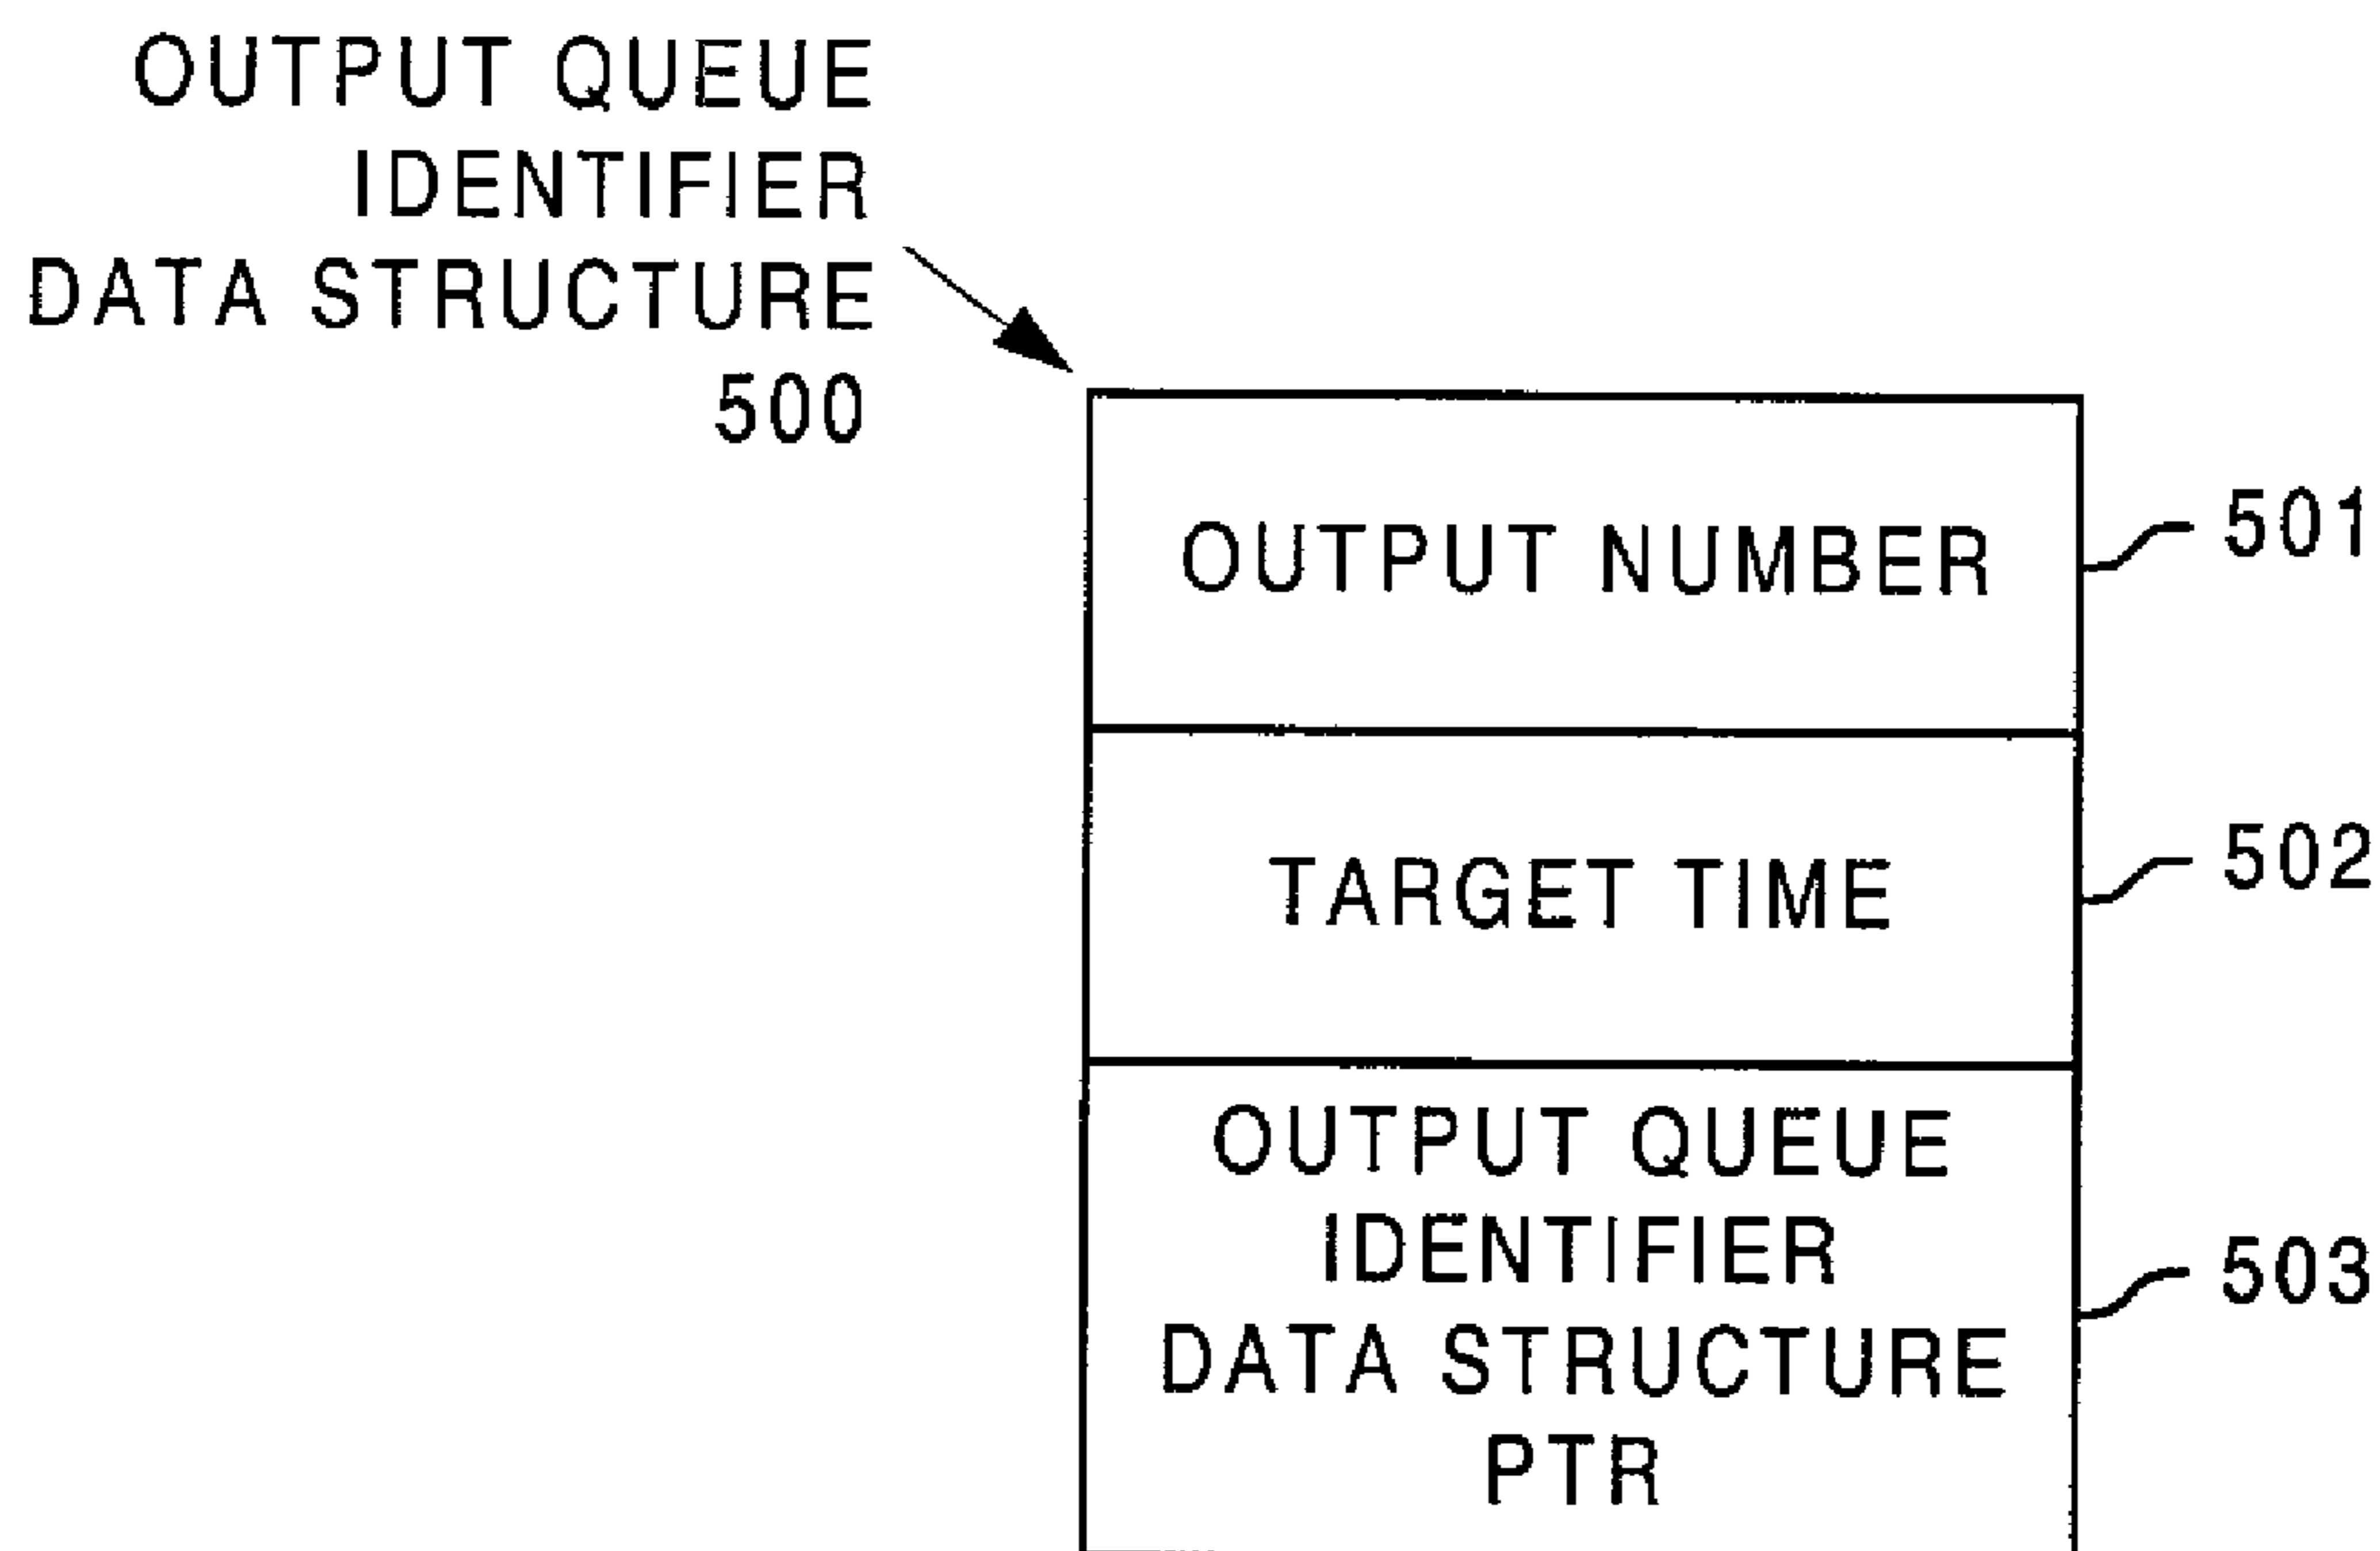 OUTPUT QUEUE
IDENTIFIER
DATA STRUCTURE
500
OUTPUT NUMBER
501
TARGET TIME
502
OUTPUT QUEUE
IDENTIFIER
DATA STRUCTURE
PTR
503